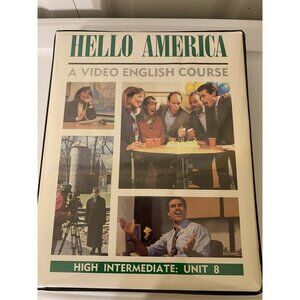 HELLO AMERICA
A VIDEO ENGLISH COURSE
HIGH INTERMEDIATE: UNIT 8